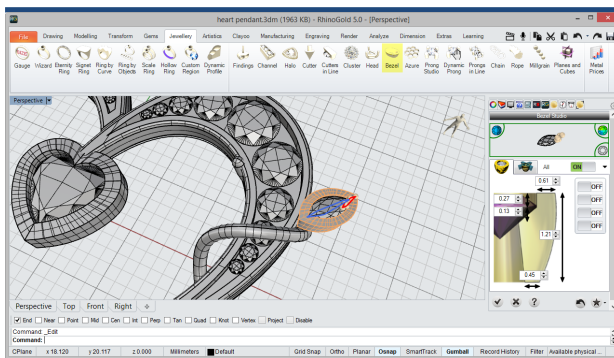 heart pendant.3dm (1963 KB) - RhinoGold 5.0 - [Perspective]
File Drawing Modelling Transform Gems Jewellery Artistics Clayoo Manufacturing Engraving Render Analyze Dimension Extras Learning
Gauge Wizard Eternity Ring Signet Ring Ring by Curve Ring by Objects Scale Ring Hollow Ring Custom Region Dynamic Profile Findings Channel Halo Cutter Cutters in Line Cluster Head Bezel Azure Prong Studio Dynamic Prong Prongs in Line Chain Rope Millgrain Planes and Cubes Metal Prices
Perspective
Bezel Studio
All ON
0.61
OFF
0.27
OFF
0.13
OFF
1.21
OFF
0.45
Perspective Top Front Right
End Near Point Mid Cen Int Perp Tan Quad Knot Vertex Project Disable
Command: _Edit
Command:
CPlane x 18.120 y 20.117 z 0.000 Millimeters Default Grid Snap Ortho Planar Osnap SmartTrack Gumball Record History Filter Available physical...